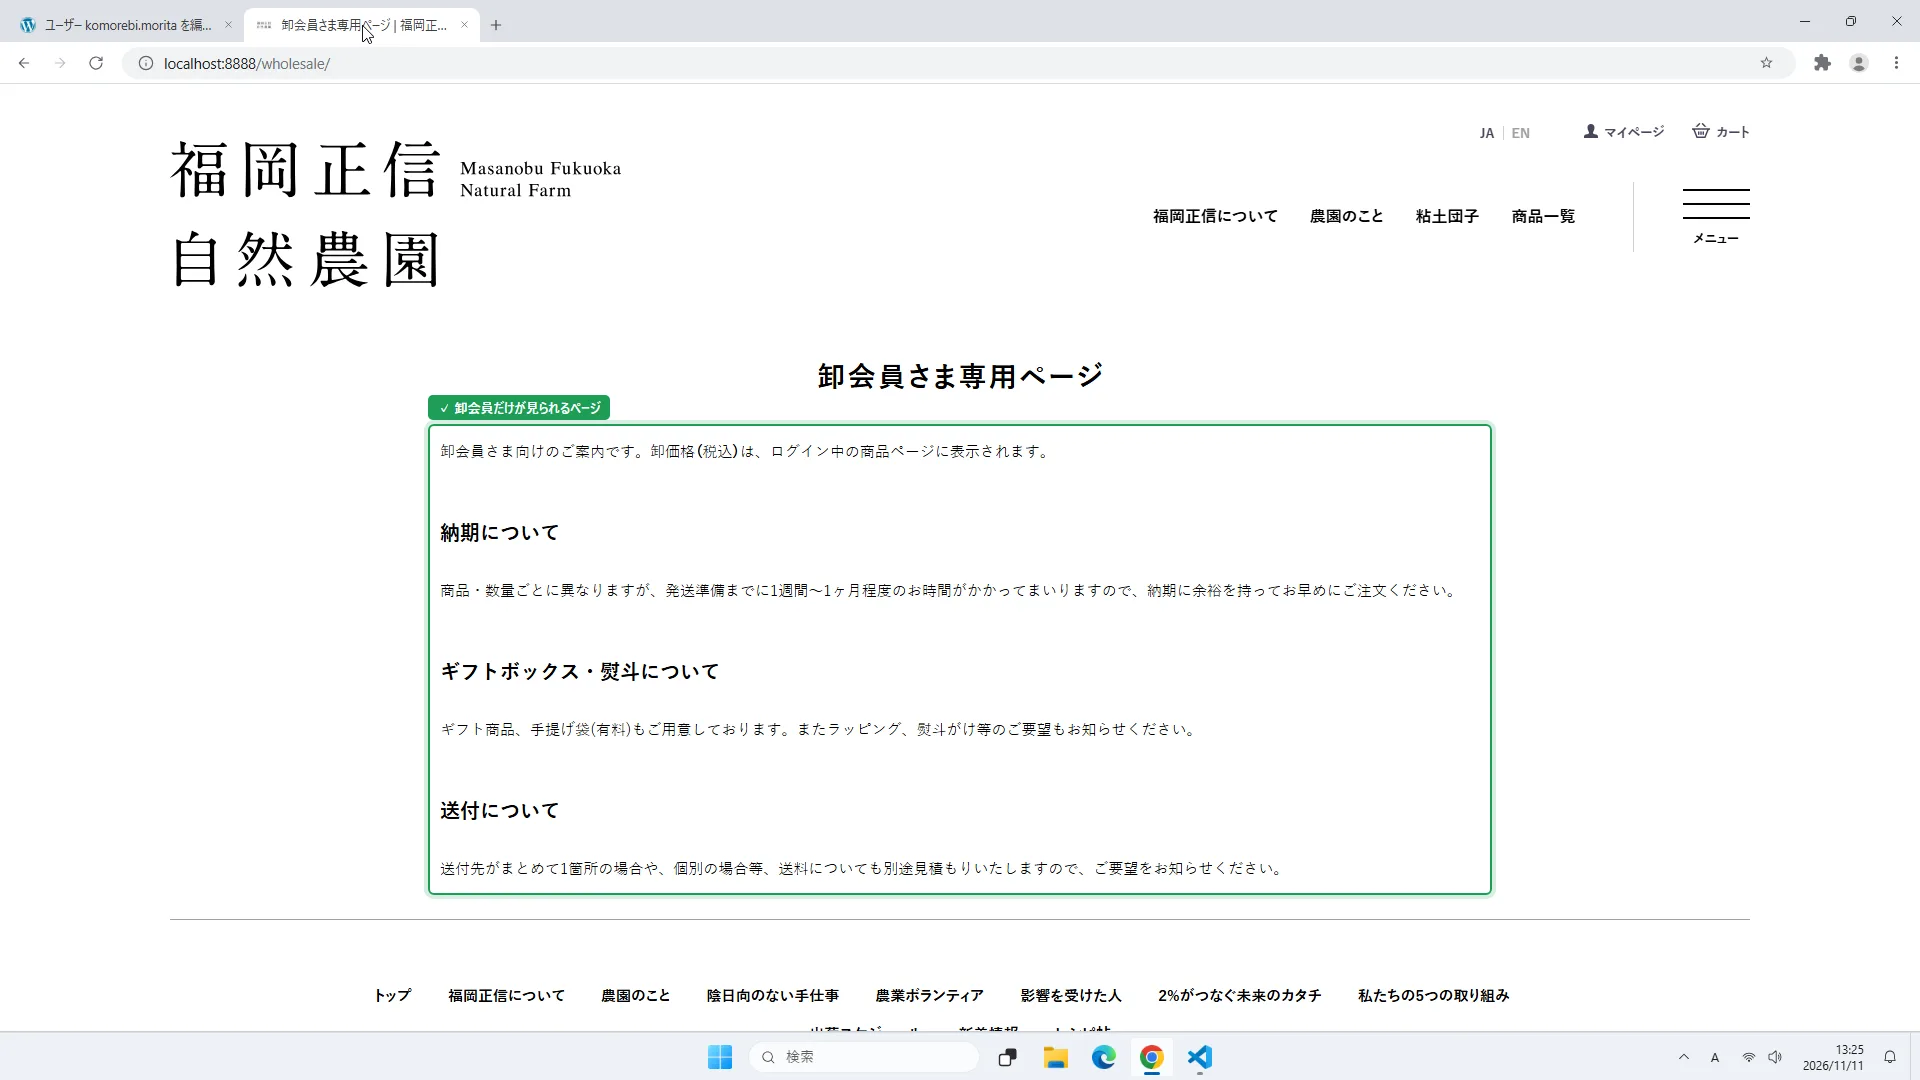 ユーザー komorebi.morita を編...
卸会員さま専用ページ | 福岡正...
localhost:8888/wholesale/
JA
EN
マイページ
カート
福岡正信
自然農園
Masanobu Fukuoka
Natural Farm
福岡正信について
農園のこと
粘土団子
商品一覧
メニュー
卸会員さま専用ページ
✓ 卸会員だけが見られるページ
卸会員さま向けのご案内です。卸価格(税込)は、ログイン中の商品ページに表示されます。
納期について
商品・数量ごとに異なりますが、発送準備までに1週間〜1ヶ月程度のお時間がかかってまいりますので、納期に余裕を持ってお早めにご注文ください。
ギフトボックス・熨斗について
ギフト商品、手提げ袋(有料)もご用意しております。またラッピング、熨斗がけ等のご要望もお知らせください。
送付について
送付先がまとめて1箇所の場合や、個別の場合等、送料についても別途見積もりいたしますので、ご要望をお知らせください。
トップ
福岡正信について
農園のこと
陰日向のない手仕事
農業ボランティア
影響を受けた人
2%がつなぐ未来のカタチ
私たちの5つの取り組み
検索
A
13:25
2026/11/11